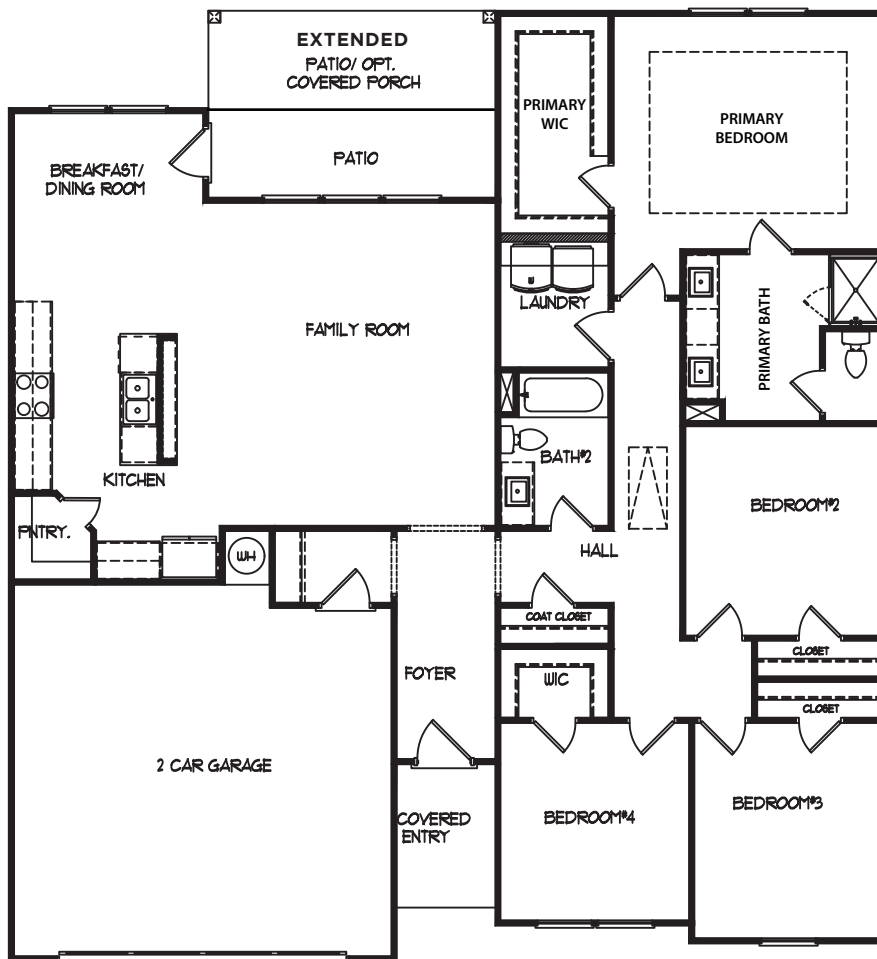 EXTENDED
PATIO/ OPT.
COVERED PORCH
PRIMARY
WIC
PRIMARY
BEDROOM
BREAKFAST/
DINING ROOM
PATIO
LAUNDRY
FAMILY ROOM
PRIMARY BATH
KITCHEN
BATH#2
BEDROOM#2
PNTRY.
WH
HALL
COAT CLOSET
CLOSET
FOYER
WIC
CLOSET
2 CAR GARAGE
COVERED
ENTRY
BEDROOM#4
BEDROOM#3